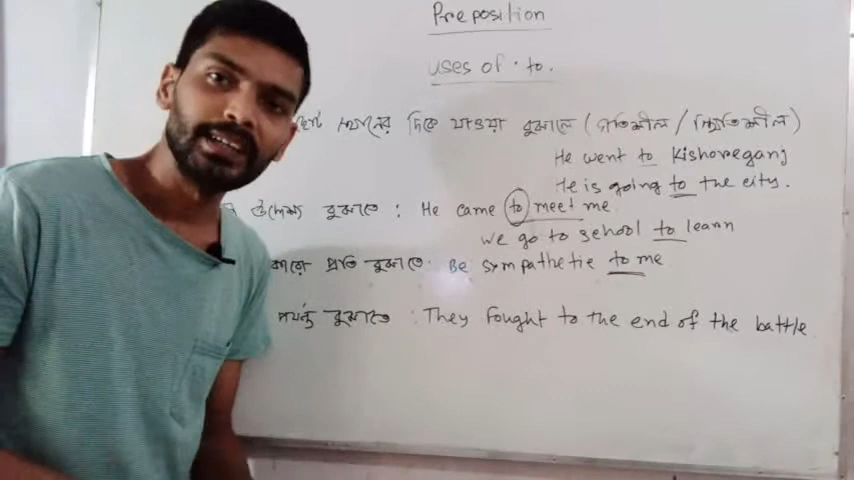 Preposition
uses of 'to.
স্থানের দিকে যাওয়া বুঝালে (গতিশীল / স্থিতিশীল)
He went to Kishoreganj
He is going to the city.
উদ্দেশ্য বুঝাতে : He came to meet me
we go to school to learn
কারো প্রতি বুঝাতে : Be sympathetic to me
পর্যন্ত বুঝাতে : They fought to the end of the battle